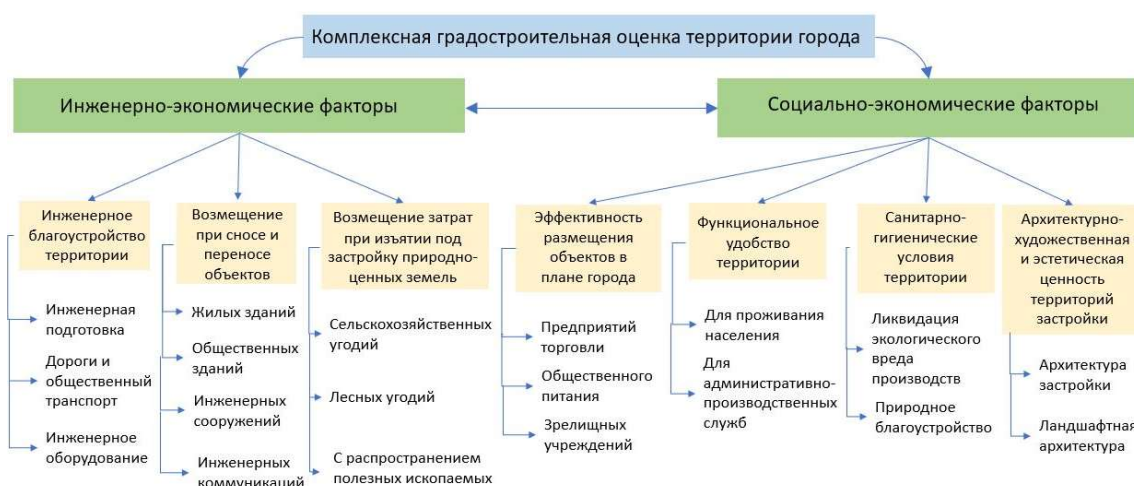 Комплексная градостроительная оценка территории города
Инженерно-экономические факторы
Социально-экономические факторы
Инженерное
благоустройство
территории
Инженерная
подготовка
Дороги и
общественный
транспорт
Инженерное
оборудование
Возмещение
при сносе и
переносе
объектов
Жилых зданий
Общественных
зданий
Инженерных
сооружений
Инженерных
коммуникаций
Возмещение затрат
при изъятии под
застройку природно-
ценных земель
Сельскохозяйственных
угодий
Лесных угодий
С распространением
полезных ископаемых
Эффективность
размещения
объектов в
плане города
Предприятий
торговли
Общественного
питания
Зрелищных
учреждений
Функциональное
удобство
территории
Для проживания
населения
Для
административно-
производственных
служб
Санитарно-
гигиенические
условия
территории
Ликвидация
экологического
вреда
производств
Природное
благоустройство
Архитектурно-
художественная
и эстетическая
ценность
территорий
застройки
Архитектура
застройки
Ландшафтная
архитектура